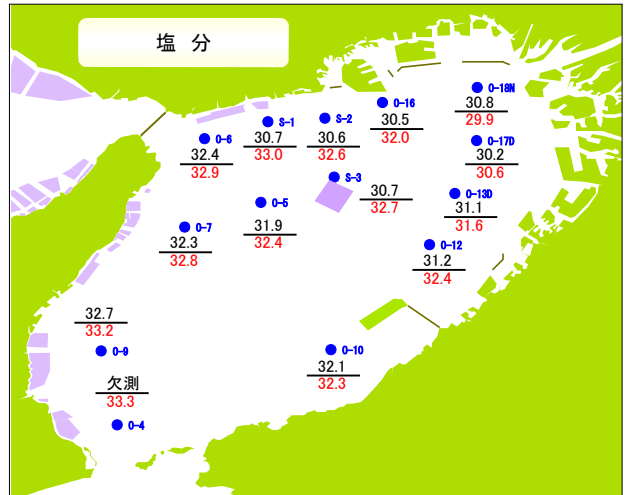 塩 分
O-18N
30.8
29.9
O-16
30.5
32.0
S-1
30.7
33.0
S-2
30.6
32.6
O-6
32.4
32.9
O-17D
30.2
30.6
S-3
30.7
32.7
O-13D
31.1
31.6
O-5
31.9
32.4
O-7
32.3
32.8
O-12
31.2
32.4
32.7
33.2
O-9
O-10
32.1
32.3
欠測
33.3
O-4